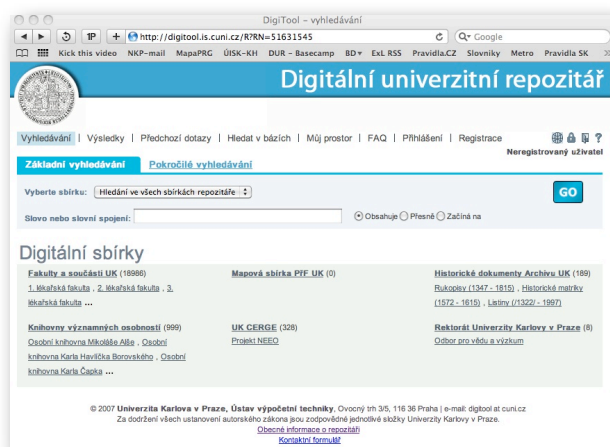 DigiTool – vyhledávání
1P + http://digitool.is.cuni.cz/R?RN=51631545 Google
Kick this video NKP-mail MapaPRG ÚISK-KH DUR - Basecamp BD ExL RSS Pravidla.CZ Slovníky Metro Pravidla SK
Digitální univerzitní repozitář
Vyhledávání | Výsledky | Předchozí dotazy | Hledat v bázích | Můj prostor | FAQ | Přihlášení | Registrace ?
Neregistrovaný uživatel
Základní vyhledávání Pokročilé vyhledávání
Vyberte sbírku: Hledání ve všech sbírkách repozitáře GO
Slovo nebo slovní spojení: Obsahuje Přesně Začíná na
Digitální sbírky
Fakulty a součásti UK (18986) Mapová sbírka PřF UK (0) Historické dokumenty Archivu UK (189)
1. lékařská fakulta , 2. lékařská fakulta , 3. Rukopisy (1347 - 1815) , Historické matriky
lékařská fakulta ... (1572 - 1615) , Listiny (/1322/ - 1997)
Knihovny významných osobností (999) UK CERGE (328) Rektorát Univerzity Karlovy v Praze (8)
Osobní knihovna Mikoláše Alše , Osobní Projekt NEEO Odbor pro vědu a výzkum
knihovna Karla Havlíčka Borovského , Osobní
knihovna Karla Čapka ...
© 2007 Univerzita Karlova v Praze, Ústav výpočetní techniky, Ovocný trh 3/5, 116 36 Praha | e-mail: digitool at cuni.cz
Za dodržení všech ustanovení autorského zákona jsou zodpovědné jednotlivé složky Univerzity Karlovy v Praze.
Obecné informace o repozitáři
Kontaktní formulář